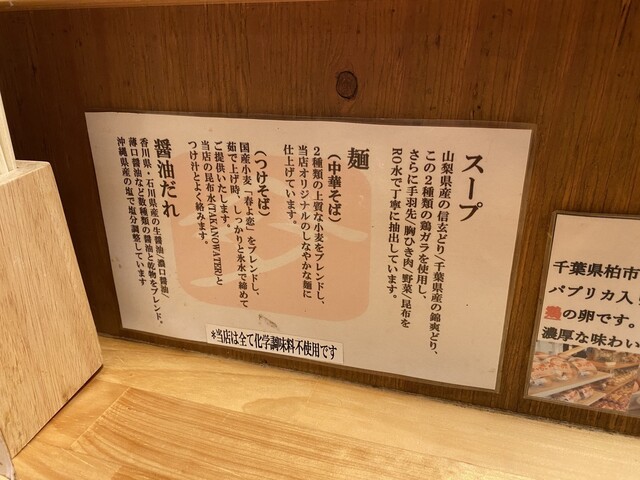 スープ
山梨県産の信玄どり/千葉県産の錦爽どり、
この2種類の鶏ガラを使用し、
さらに手羽先/胸ひき肉/野菜/昆布を
RO水で丁寧に抽出しています。
麺
(中華そば)
2種類の上質な小麦をブレンドし、
当店オリジナルのしなやかな麺に
仕上げています。
(つけそば)
国産小麦「春よ恋」をブレンドし、
茹で上げ時、しっかりと氷水で締めて
ご提供いたします。
当店の昆布水(TAKANOWATER)と
つけ汁とよく絡みます。
醤油だれ
香川県・石川県産の生醤油/濃口醤油/
薄口醤油など数種類の醤油と乾物をブレンド。
沖縄県産の塩で塩分調整しています
*当店は全て化学調味料不使用です
千葉県柏市
パプリカ入
の卵です。
濃厚な味わい